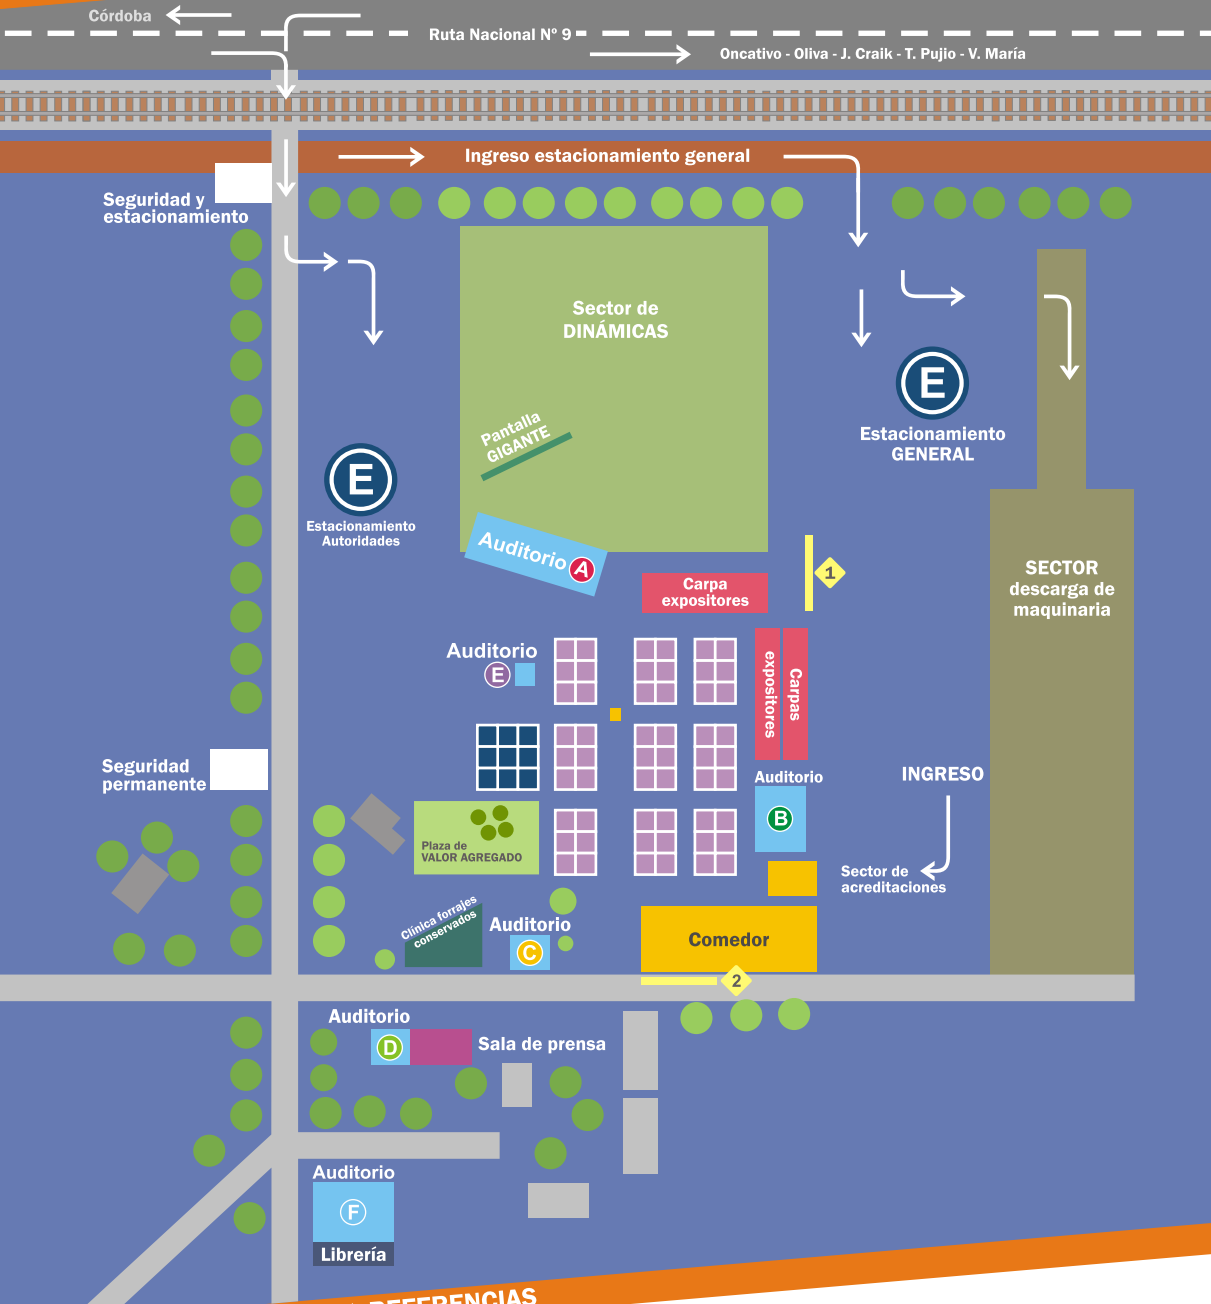 Córdoba
Ruta Nacional Nº 9
Oncativo - Oliva - J. Craik - T. Pujio - V. María
Ingreso estacionamiento general
Seguridad y
estacionamiento
Sector de
DINÁMICAS
Pantalla
GIGANTE
E
Estacionamiento
GENERAL
E
Estacionamiento
Autoridades
Auditorio A
Carpa
expositores
1
SECTOR
descarga de
maquinaria
Auditorio
E
Carpas
expositores
Seguridad
permanente
Auditorio
B
INGRESO
Plaza de
VALOR AGREGADO
Sector de
acreditaciones
Clínica forrajes
conservados
Auditorio
C
Comedor
2
Auditorio
D
Sala de prensa
Auditorio
F
Librería
REFERENCIAS